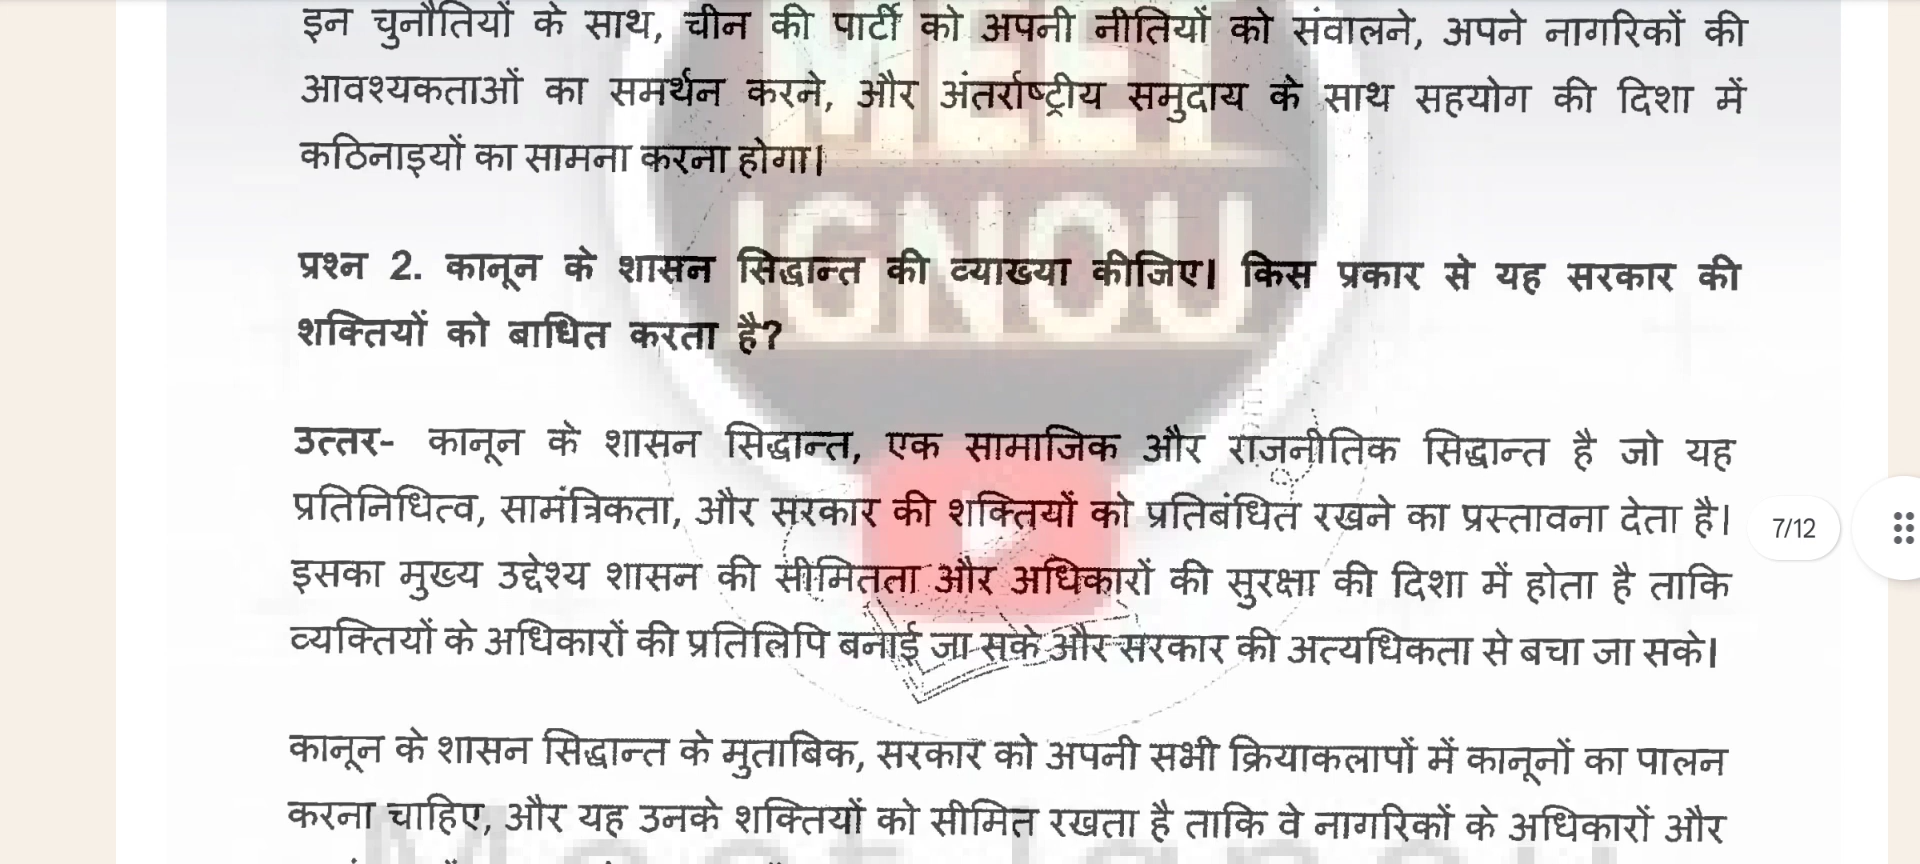 इन चुनौतियों के साथ, चीन की पार्टी को अपनी नीतियों को संवालने, अपने नागरिकों की
आवश्यकताओं का समर्थन करने, और अंतर्राष्ट्रीय समुदाय के साथ सहयोग की दिशा में
कठिनाइयों का सामना करना होगा।
MEET
IGNOU
प्रश्न 2. कानून के शासन सिद्धान्त की व्याख्या कीजिए। किस प्रकार से यह सरकार की
शक्तियों को बाधित करता है?
उत्तर- कानून के शासन सिद्धान्त, एक सामाजिक और राजनीतिक सिद्धान्त है जो यह
प्रतिनिधित्व, सामंत्रिकता, और सरकार की शक्तियों को प्रतिबंधित रखने का प्रस्तावना देता है।
7/12
इसका मुख्य उद्देश्य शासन की सीमितता और अधिकारों की सुरक्षा की दिशा में होता है ताकि
व्यक्तियों के अधिकारों की प्रतिलिपि बनाई जा सके और सरकार की अत्यधिकता से बचा जा सके।
कानून के शासन सिद्धान्त के मुताबिक, सरकार को अपनी सभी क्रियाकलापों में कानूनों का पालन
करना चाहिए, और यह उनके शक्तियों को सीमित रखता है ताकि वे नागरिकों के अधिकारों और